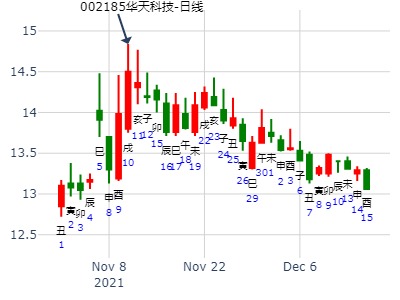 002185华天科技-日线
15
14.5
14
13.5
13
12.5
丑
1
寅
2
卯
3
辰
4
巳
5
申
8
酉
9
戌
10
亥
11
子
12
卯
15
辰
16
巳
17
午
18
未
19
戌
22
亥
23
子
24
丑
25
寅
26
巳
29
午
30
未
1
申
2
酉
3
子
6
丑
7
寅
8
卯
9
辰
10
未
13
申
14
酉
15
Nov 8
2021
Nov 22
Dec 6